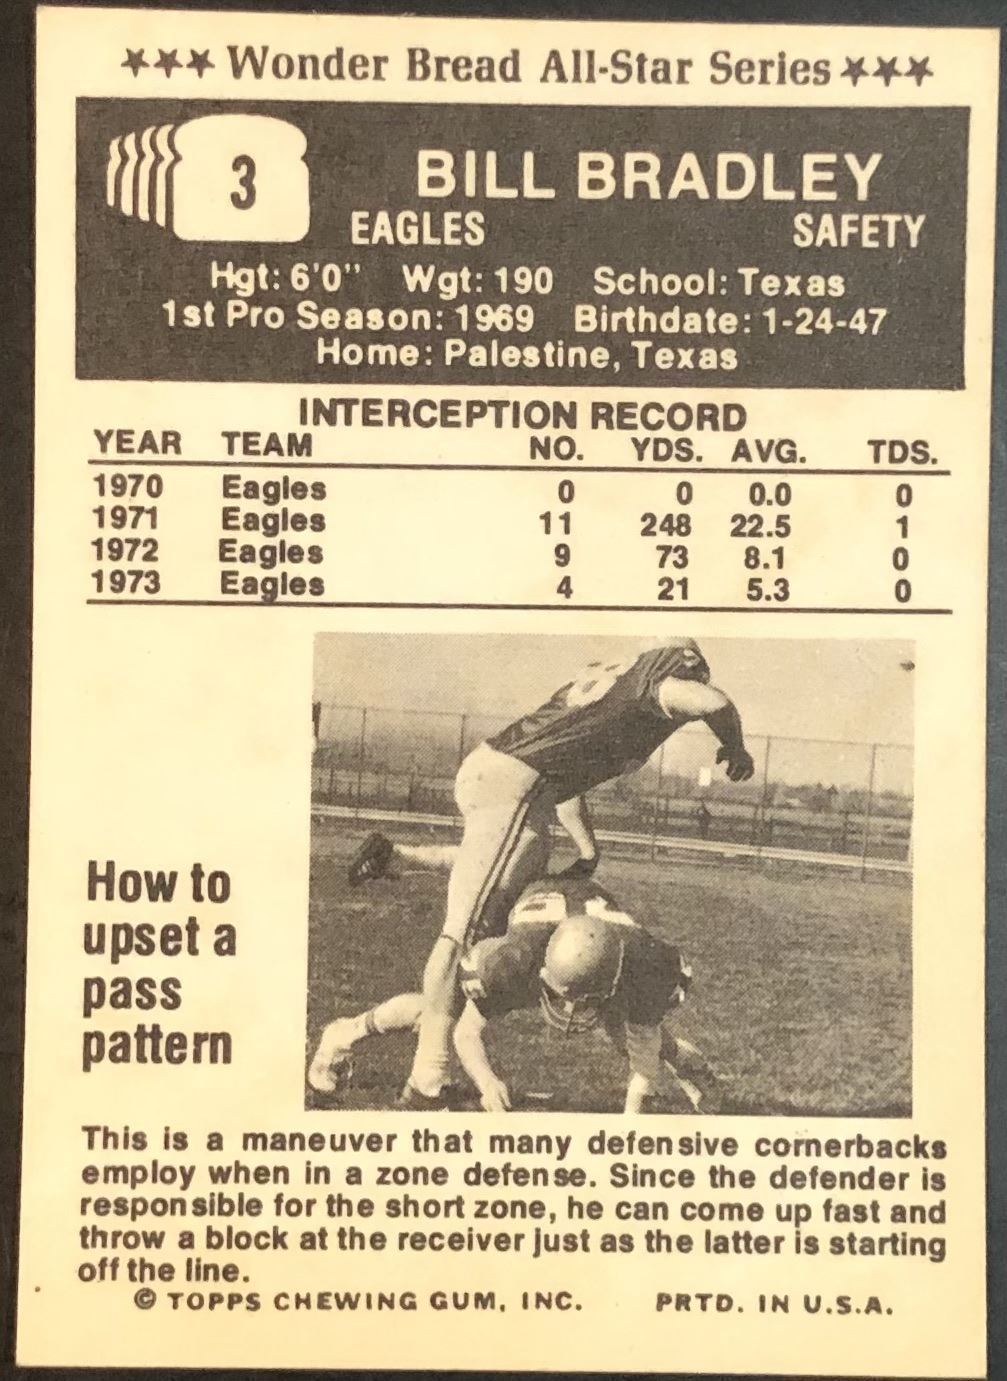 ★★★ Wonder Bread All-Star Series ★★★
3
BILL BRADLEY
EAGLES SAFETY
Hgt: 6'0" Wgt: 190 School: Texas
1st Pro Season: 1969 Birthdate: 1-24-47
Home: Palestine, Texas
INTERCEPTION RECORD
YEAR TEAM NO. YDS. AVG. TDS.
1970 Eagles 0 0 0.0 0
1971 Eagles 11 248 22.5 1
1972 Eagles 9 73 8.1 0
1973 Eagles 4 21 5.3 0
How to
upset a
pass
pattern
This is a maneuver that many defensive cornerbacks
employ when in a zone defense. Since the defender is
responsible for the short zone, he can come up fast and
throw a block at the receiver just as the latter is starting
off the line.
© TOPPS CHEWING GUM, INC. PRTD. IN U.S.A.